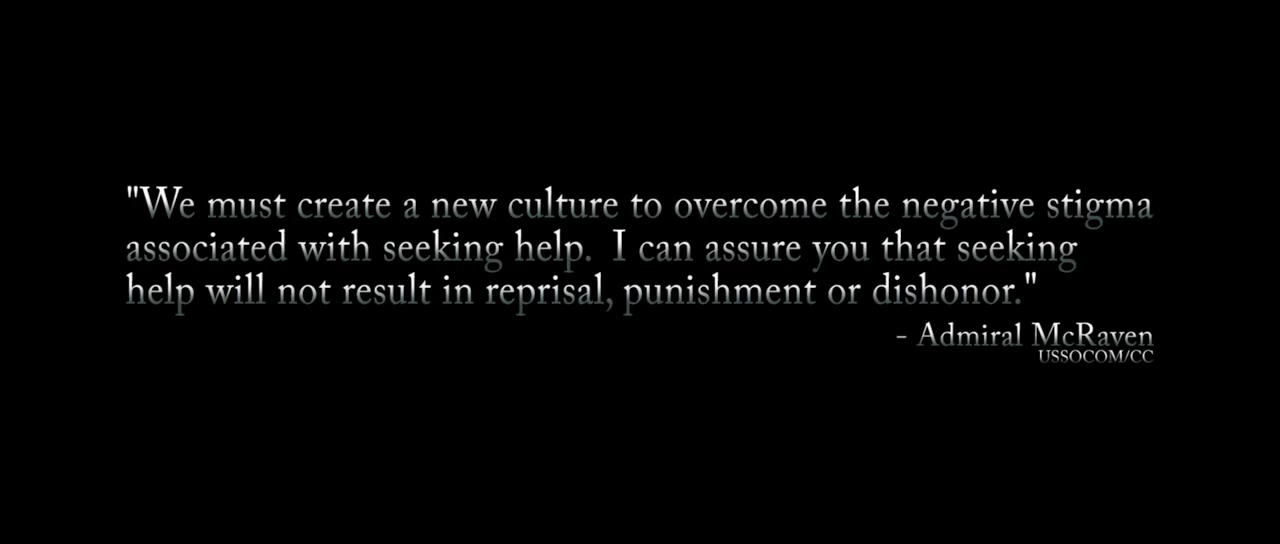 "We must create a new culture to overcome the negative stigma
associated with seeking help.  I can assure you that seeking
help will not result in reprisal, punishment or dishonor."
- Admiral McRaven
USSOCOM/CC